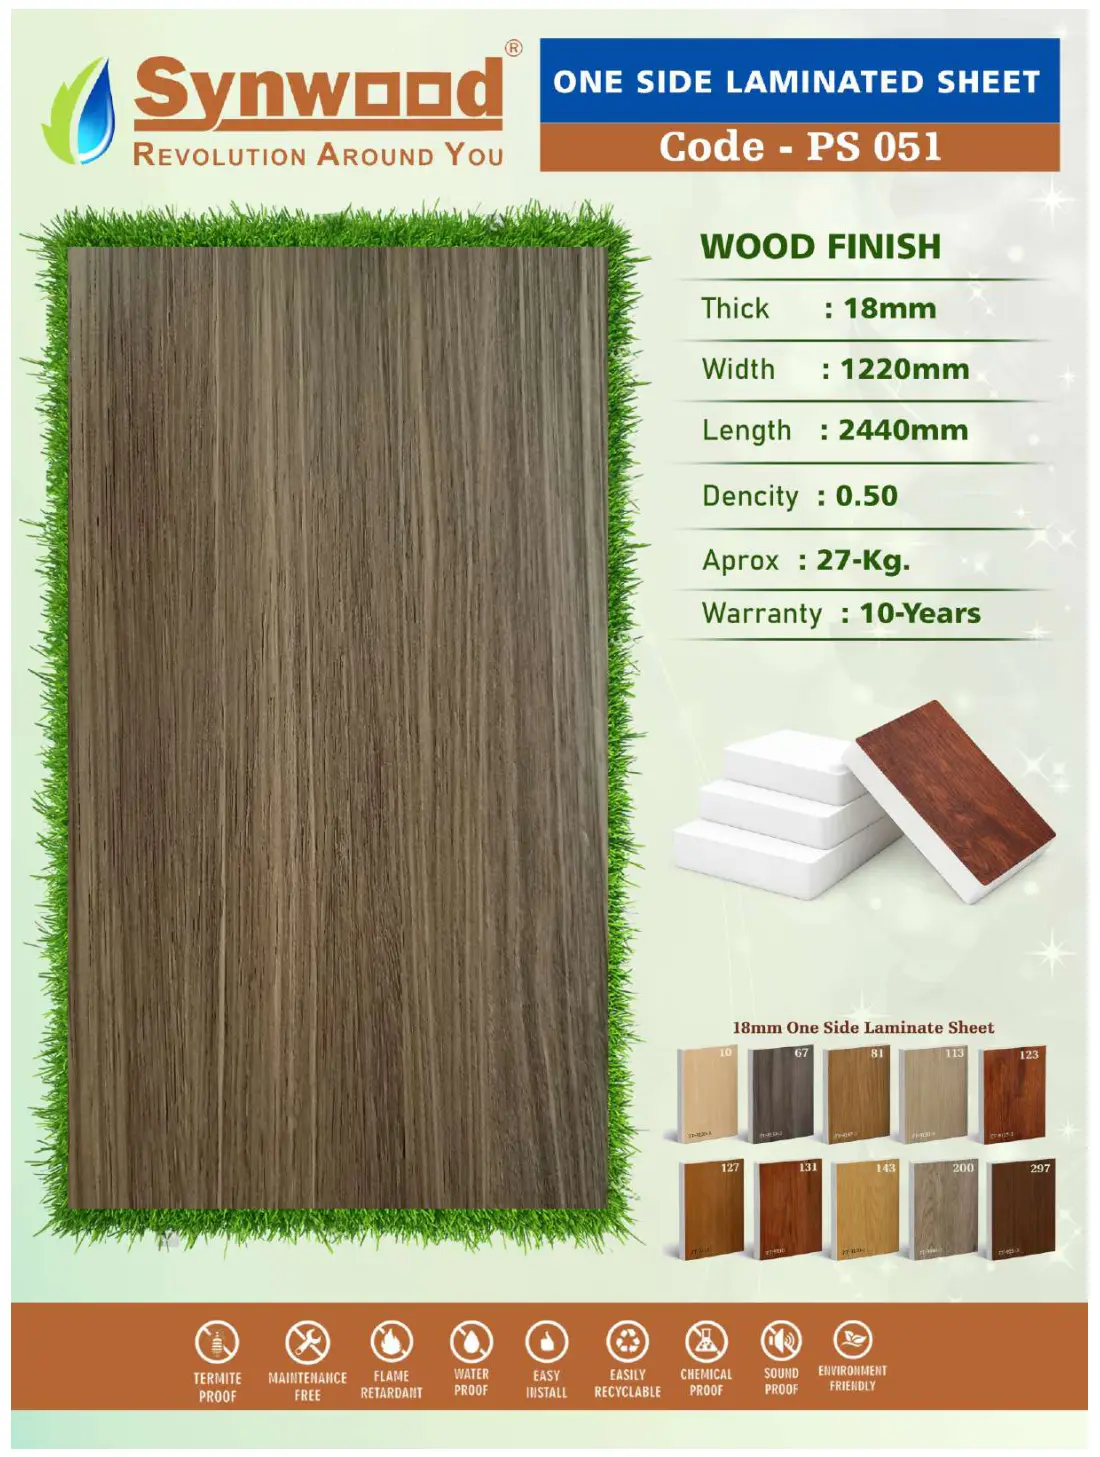 Synwood®
REVOLUTION AROUND YOU
ONE SIDE LAMINATED SHEET
Code - PS 051
WOOD FINISH
Thick : 18mm
Width : 1220mm
Length : 2440mm
Dencity : 0.50
Aprox : 27-Kg.
Warranty : 10-Years
18mm One Side Laminate Sheet
10 67 81 113 123
127 131 143 200 297
TERMITE PROOF
MAINTENANCE FREE
FLAME RETARDANT
WATER PROOF
EASY INSTALL
EASILY RECYCLABLE
CHEMICAL PROOF
SOUND PROOF
ENVIRONMENT FRIENDLY